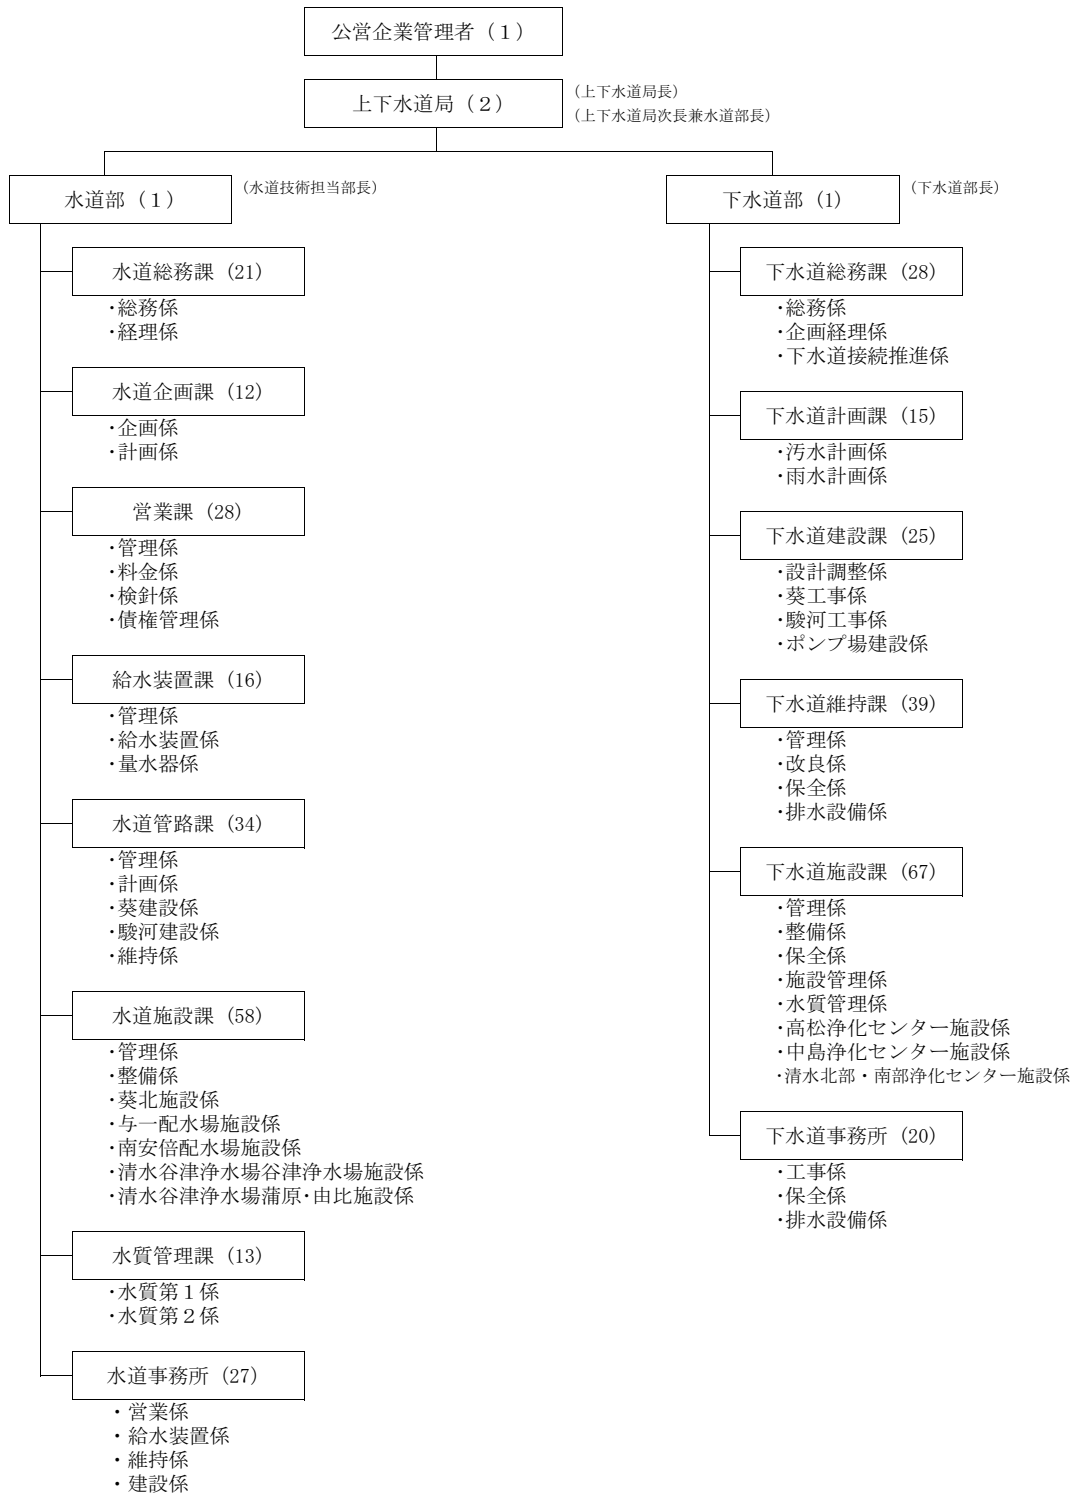 公営企業管理者（１）
上下水道局（２）
（上下水道局長）
（上下水道局次長兼水道部長）
水道部（１）
（水道技術担当部長）
水道総務課（21）
・総務係
・経理係
水道企画課（12）
・企画係
・計画係
営業課（28）
・管理係
・料金係
・検針係
・債権管理係
給水装置課（16）
・管理係
・給水装置係
・量水器係
水道管路課（34）
・管理係
・計画係
・葵建設係
・駿河建設係
・維持係
水道施設課（58）
・管理係
・整備係
・葵北施設係
・与一配水場施設係
・南安倍配水場施設係
・清水谷津浄水場谷津浄水場施設係
・清水谷津浄水場蒲原・由比施設係
水質管理課（13）
・水質第１係
・水質第２係
水道事務所（27）
・営業係
・給水装置係
・維持係
・建設係
下水道部（1）
（下水道部長）
下水道総務課（28）
・総務係
・企画経理係
・下水道接続推進係
下水道計画課（15）
・汚水計画係
・雨水計画係
下水道建設課（25）
・設計調整係
・葵工事係
・駿河工事係
・ポンプ場建設係
下水道維持課（39）
・管理係
・改良係
・保全係
・排水設備係
下水道施設課（67）
・管理係
・整備係
・保全係
・施設管理係
・水質管理係
・高松浄化センター施設係
・中島浄化センター施設係
・清水北部・南部浄化センター施設係
下水道事務所（20）
・工事係
・保全係
・排水設備係